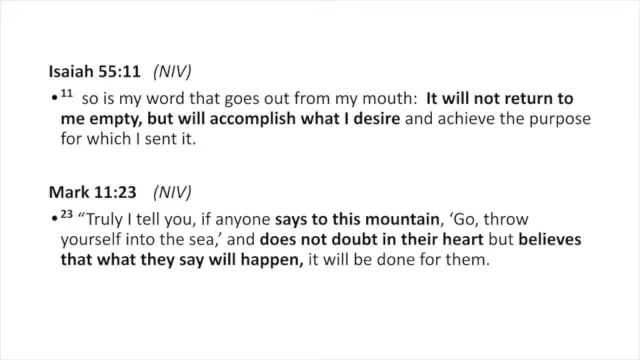 Isaiah 55:11 (NIV)
•11 so is my word that goes out from my mouth: It will not return to
me empty, but will accomplish what I desire and achieve the purpose
for which I sent it.
Mark 11:23 (NIV)
•23 “Truly I tell you, if anyone says to this mountain, ‘Go, throw
yourself into the sea,’ and does not doubt in their heart but believes
that what they say will happen, it will be done for them.